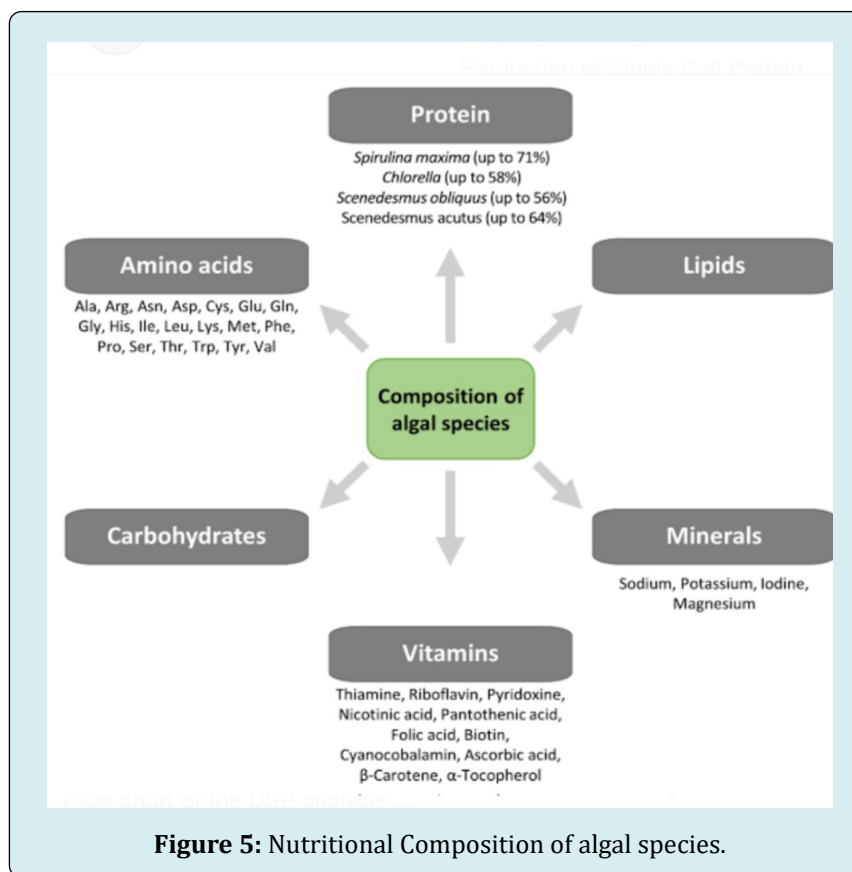 Production of Single Cell Protein
Protein
Spirulina maxima (up to 71%)
Chlorella (up to 58%)
Scenedesmus obliquus (up to 56%)
Scenedesmus acutus (up to 64%)
Amino acids
Ala, Arg, Asn, Asp, Cys, Glu, Gln,
Gly, His, Ile, Leu, Lys, Met, Phe,
Pro, Ser, Thr, Trp, Tyr, Val
Lipids
Composition of
algal species
Carbohydrates
Minerals
Sodium, Potassium, Iodine,
Magnesium
Vitamins
Thiamine, Riboflavin, Pyridoxine,
Nicotinic acid, Pantothenic acid,
Folic acid, Biotin,
Cyanocobalamin, Ascorbic acid,
β-Carotene, α-Tocopherol
Flow chart of the DSP analysis ...
Figure 5: Nutritional Composition of algal species.